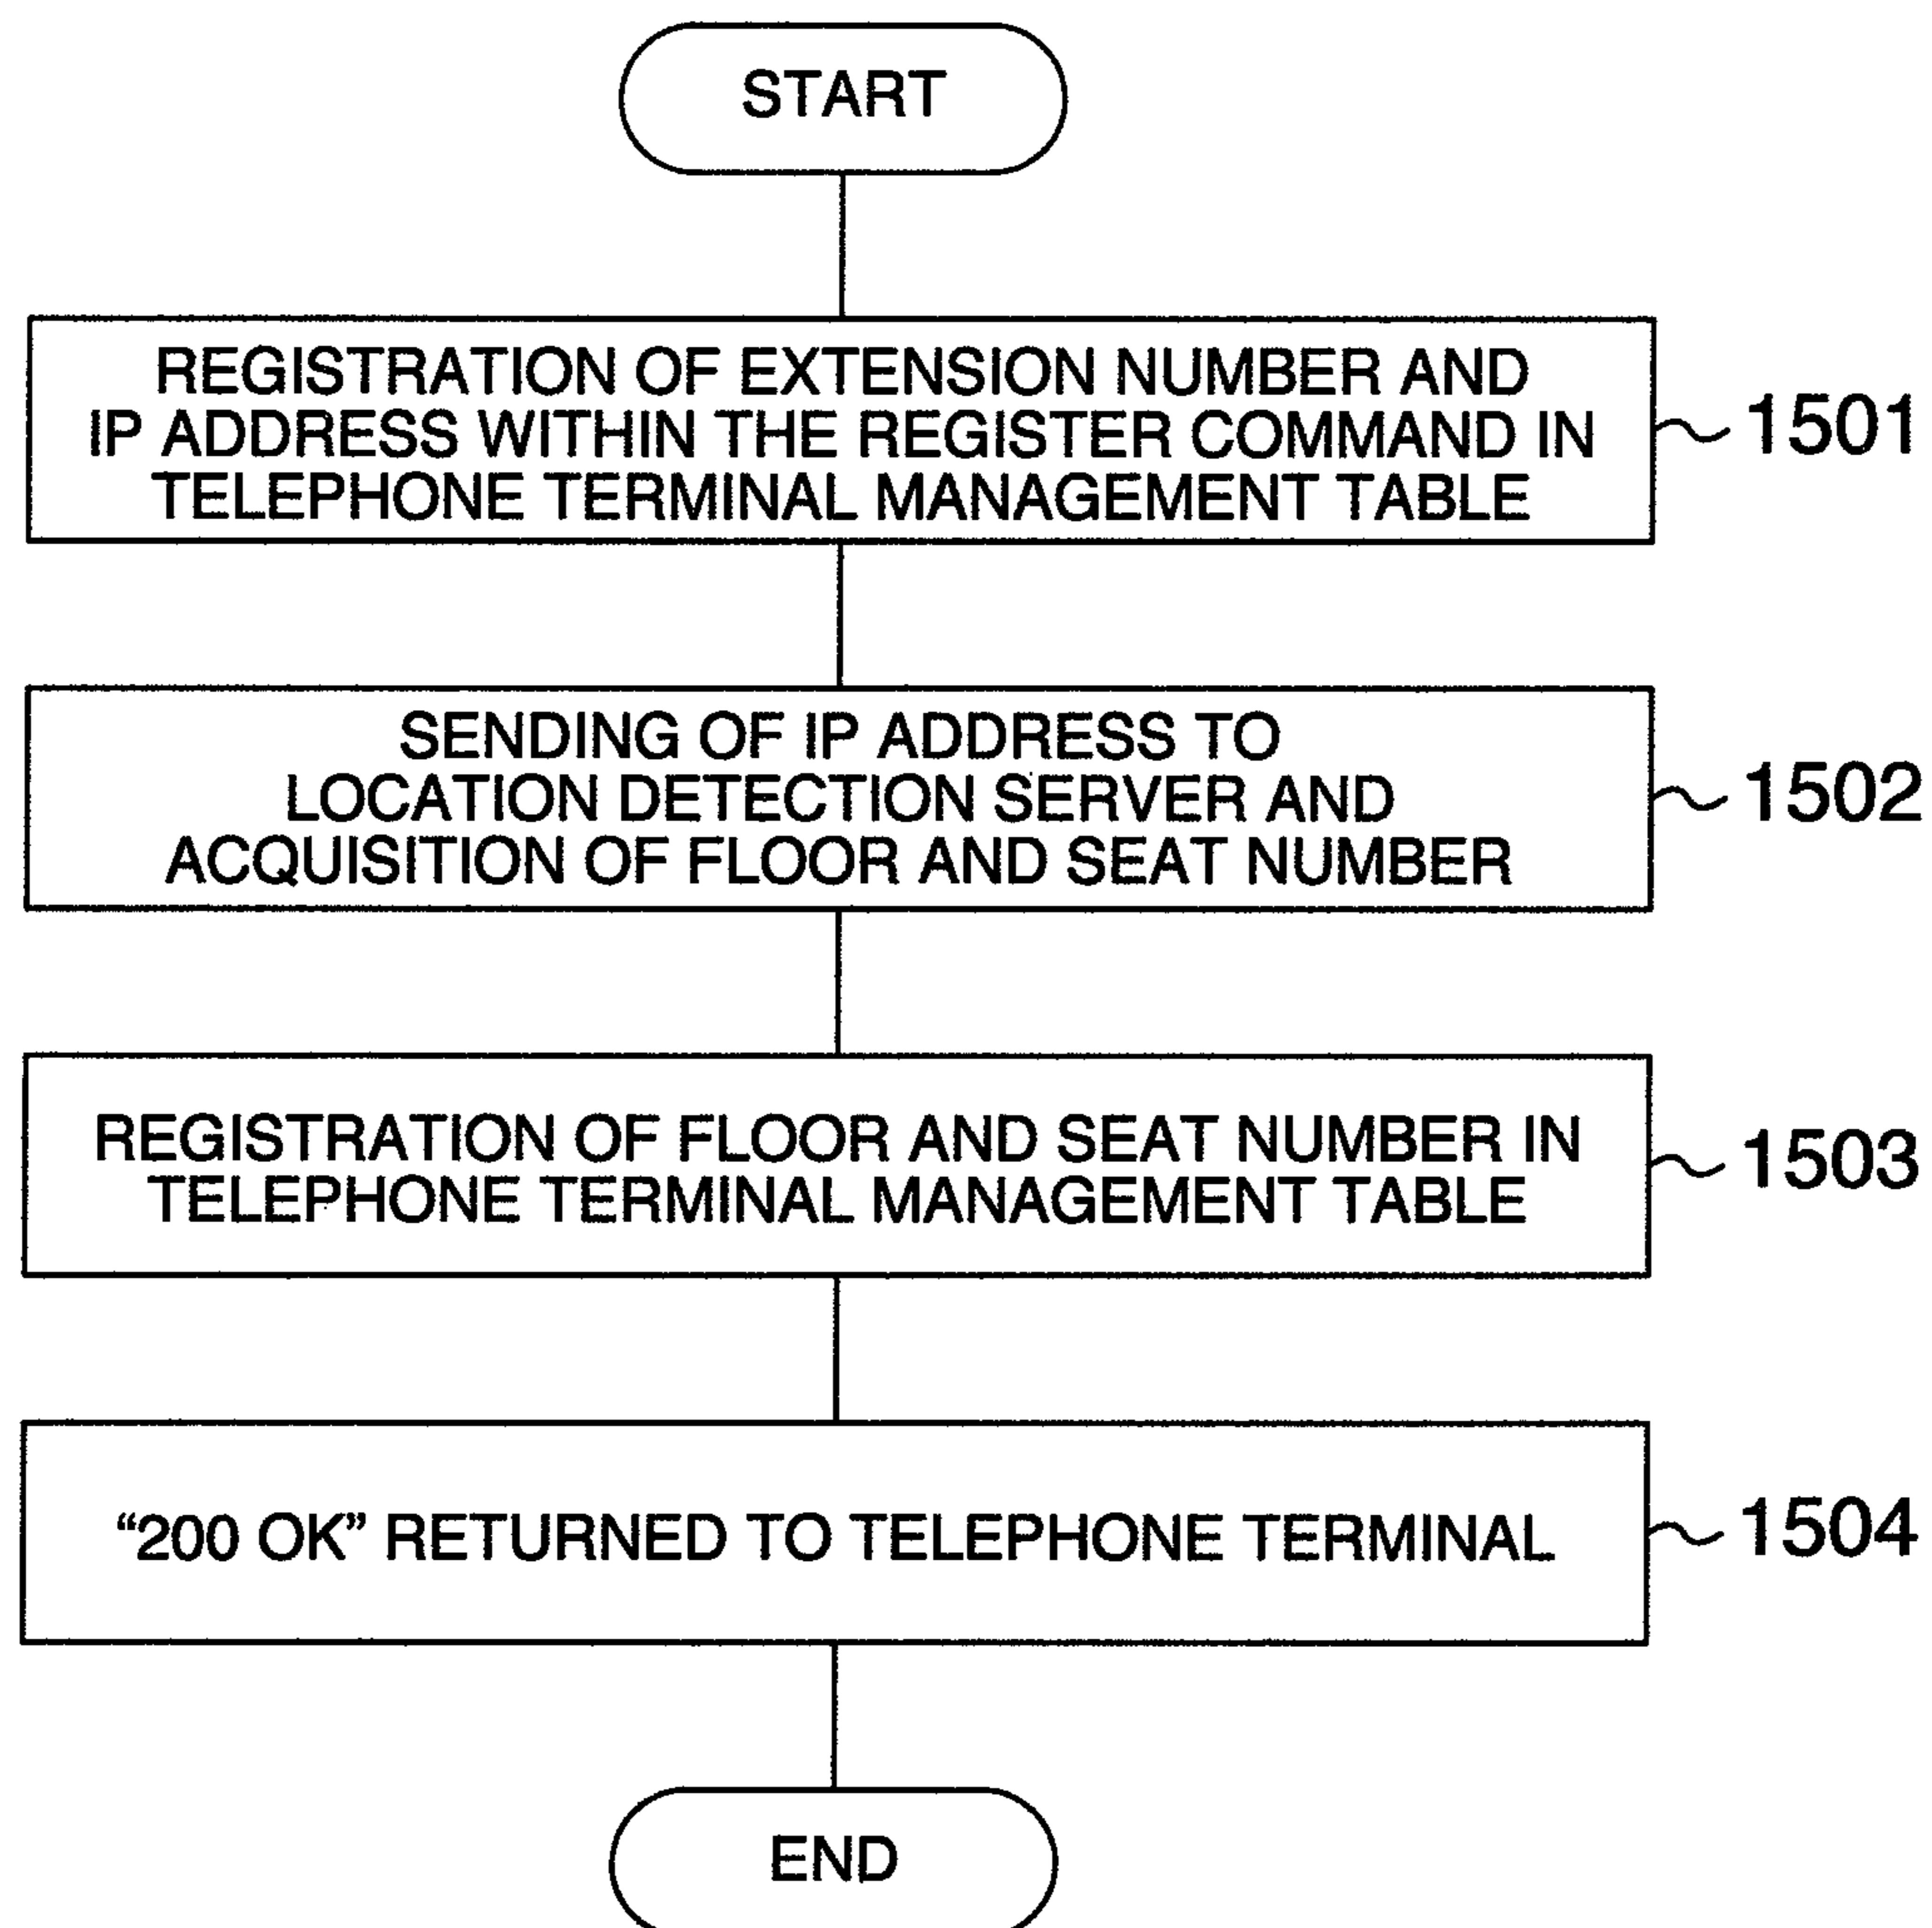 START
REGISTRATION OF EXTENSION NUMBER AND
IP ADDRESS WITHIN THE REGISTER COMMAND IN
TELEPHONE TERMINAL MANAGEMENT TABLE
1501
SENDING OF IP ADDRESS TO
LOCATION DETECTION SERVER AND
ACQUISITION OF FLOOR AND SEAT NUMBER
1502
REGISTRATION OF FLOOR AND SEAT NUMBER IN
TELEPHONE TERMINAL MANAGEMENT TABLE
1503
“200 OK” RETURNED TO TELEPHONE TERMINAL
1504
END